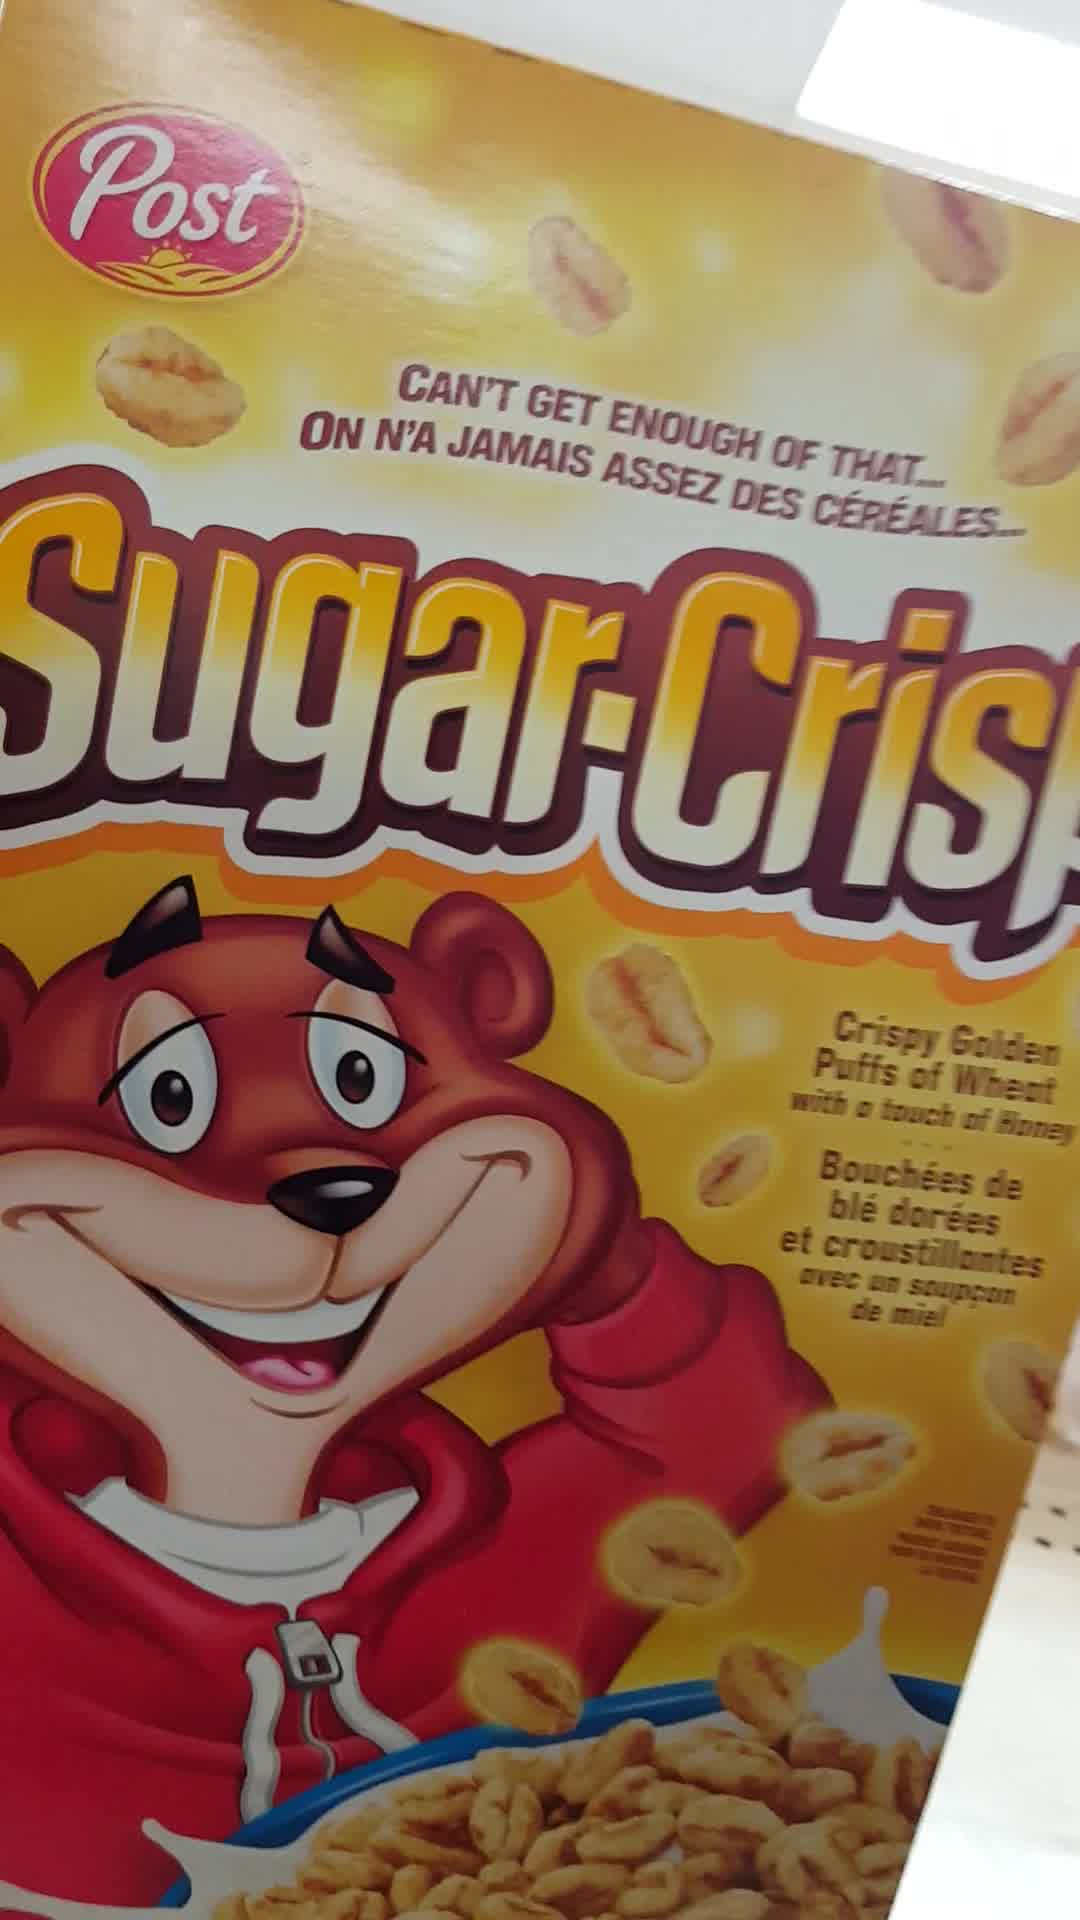 Post
CAN'T GET ENOUGH OF THAT...
ON N'A JAMAIS ASSEZ DES CÉRÉALES...
Sugar-Crisp
Crispy Golden
Puffs of Wheat
with a touch of Honey
Bouchées de
blé dorées
et croustillantes
avec un soupçon
de miel